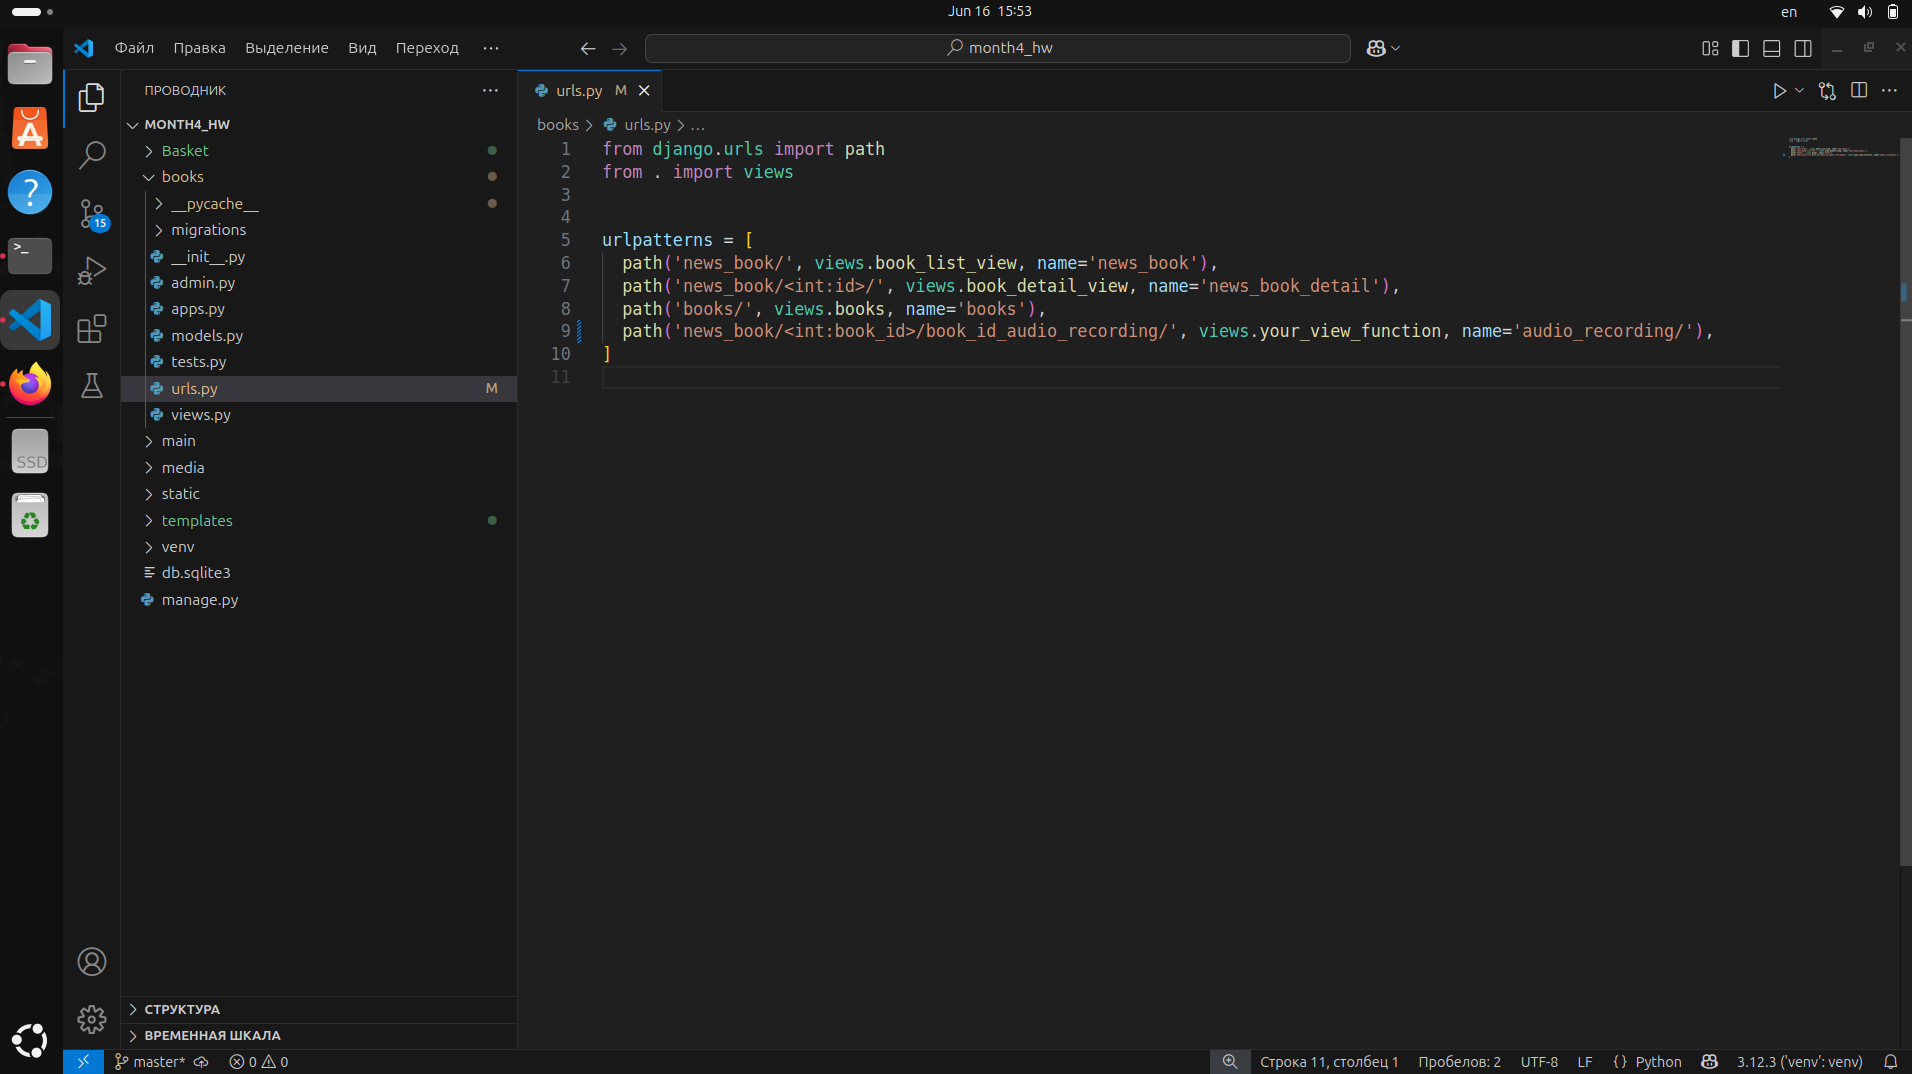 Jun 16 15:53
en
Файл Правка Выделение Вид Переход ···
month4_hw
ПРОВОДНИК
MONTH4_HW
Basket
books
__pycache__
migrations
__init__.py
admin.py
apps.py
models.py
tests.py
urls.py M
views.py
main
media
static
templates
venv
db.sqlite3
manage.py
СТРУКТУРА
ВРЕМЕННАЯ ШКАЛА
15
SSD
urls.py M
books > urls.py > ...
1 from django.urls import path
2 from . import views
3
4
5 urlpatterns = [
6 path('news_book/', views.book_list_view, name='news_book'),
7 path('news_book/<int:id>/', views.book_detail_view, name='news_book_detail'),
8 path('books/', views.books, name='books'),
9 path('news_book/<int:book_id>/book_id_audio_recording/', views.your_view_function, name='audio_recording/'),
10 ]
11
master* 0 0
Строка 11, столбец 1 Пробелов: 2 UTF-8 LF {} Python 3.12.3 ('venv': venv)